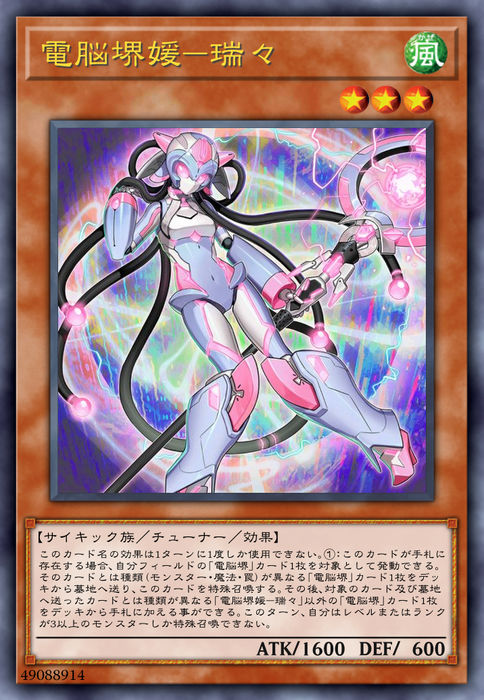 電脳堺媛－瑞々
かぜ
風
【サイキック族／チューナー／効果】
このカード名の効果は1ターンに1度しか使用できない。①：このカードが手札に
存在する場合、自分フィールドの「電脳堺」カード1枚を対象として発動できる。
そのカードとは種類（モンスター・魔法・罠）が異なる「電脳堺」カード1枚をデッ
キから墓地へ送り、このカードを特殊召喚する。その後、対象のカード及び墓地
へ送ったカードとは種類が異なる「電脳堺媛－瑞々」以外の「電脳堺」カード1枚
をデッキから手札に加える事ができる。このターン、自分はレベルまたはランク
が3以上のモンスターしか特殊召喚できない。
ATK/1600 DEF/ 600
49088914